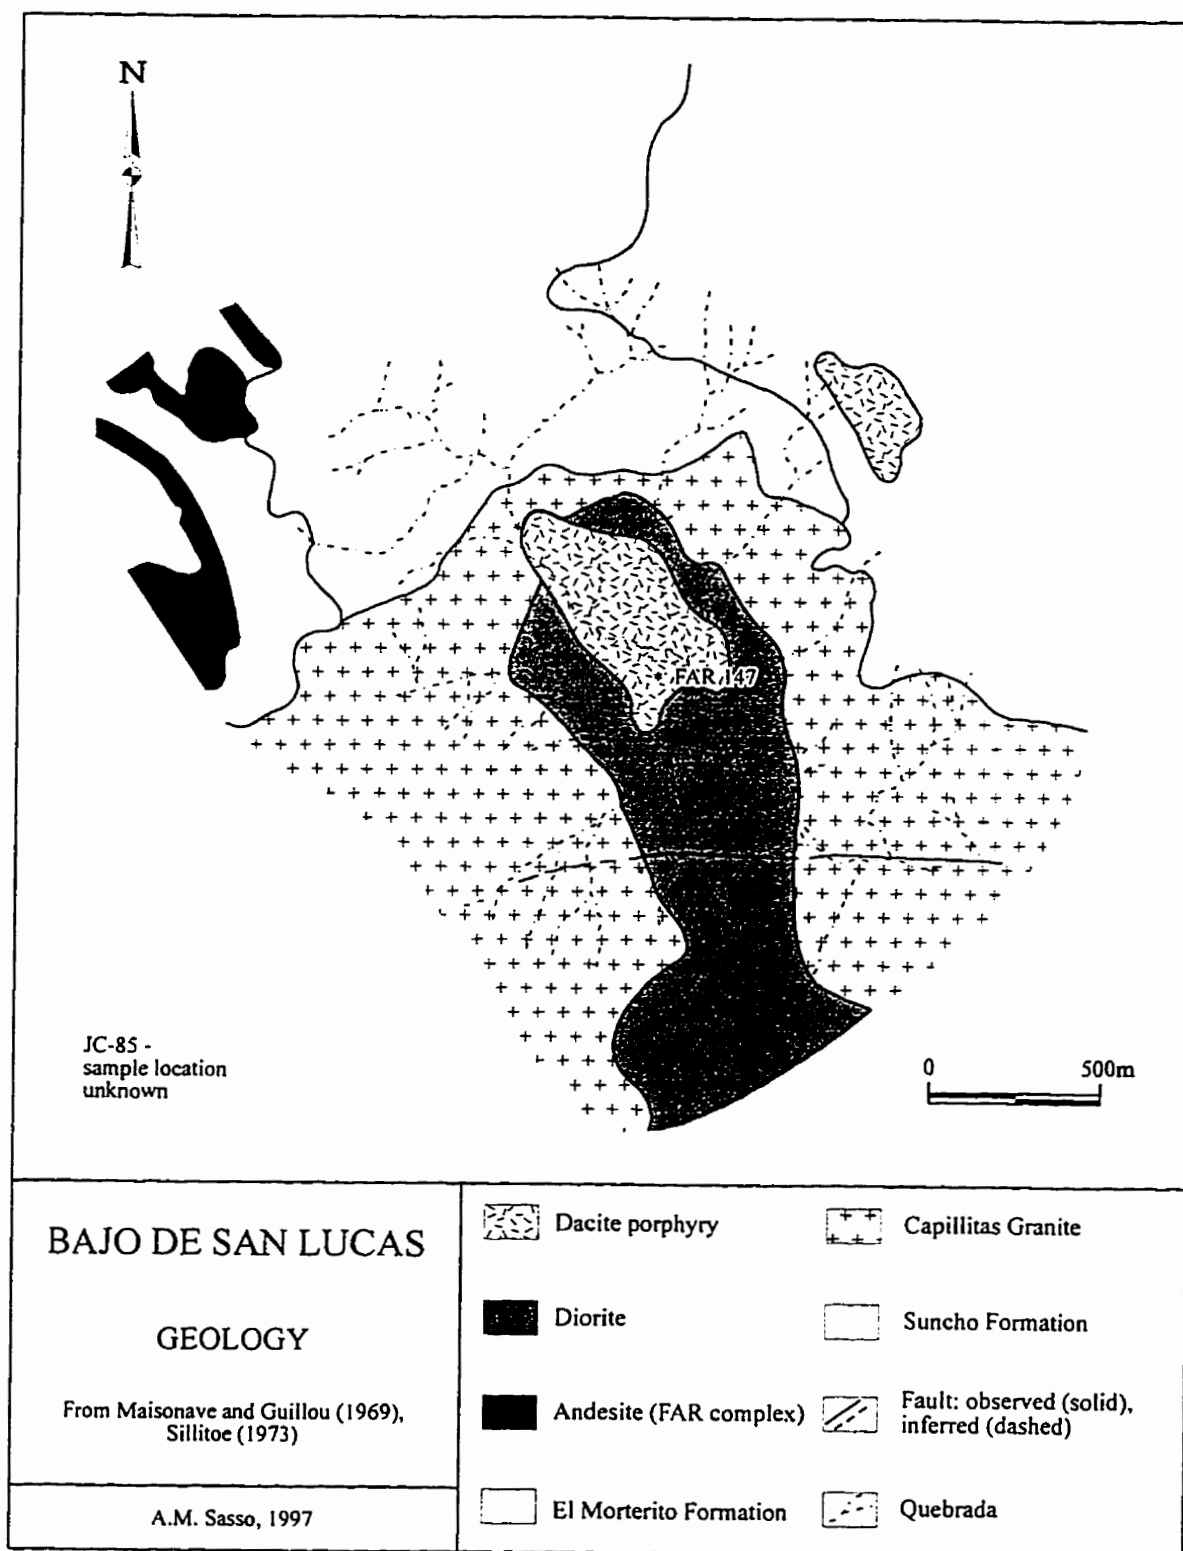 N
FAR 147
JC-85 -
sample location
unknown
0 500m
BAJO DE SAN LUCAS
GEOLOGY
From Maisonave and Guillou (1969),
Sillitoe (1973)
A.M. Sasso, 1997
Dacite porphyry
Diorite
Andesite (FAR complex)
El Morterito Formation
Capillitas Granite
Suncho Formation
Fault: observed (solid),
inferred (dashed)
Quebrada